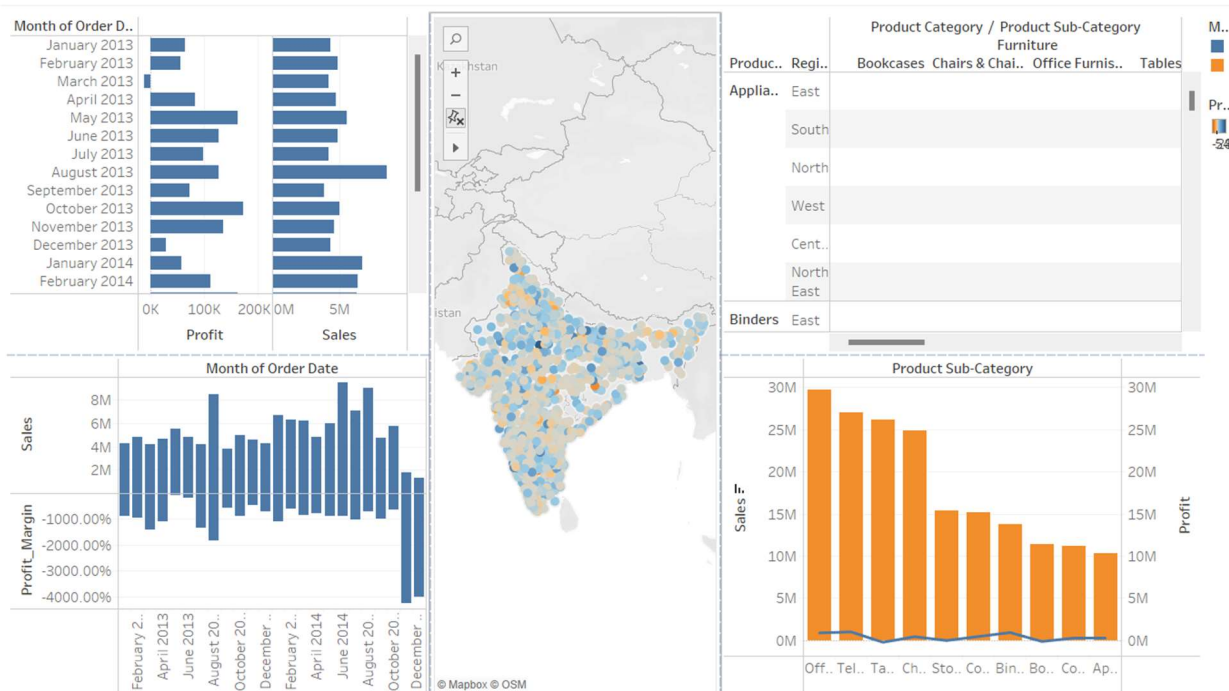 Month of Order D..
January 2013
February 2013
March 2013
April 2013
May 2013
June 2013
July 2013
August 2013
September 2013
October 2013
November 2013
December 2013
January 2014
February 2014
0K 100K 200K 0M 5M
Profit Sales
Month of Order Date
Sales
8M
6M
4M
2M
Profit_Margin
-1000.00%
-2000.00%
-3000.00%
-4000.00%
February 2..
April 2013
June 2013
August 20..
October 20..
December ..
February 2..
April 2014
June 2014
August 20..
October 20..
December ..
istan
© Mapbox © OSM
Product Category / Product Sub-Category
Furniture
Produc.. Regi.. Bookcases Chairs & Chai.. Office Furnis.. Tables
Applia.. East
South
North
West
Cent..
North
East
Binders East
M..
Pr..
Product Sub-Category
Sales
30M
25M
20M
15M
10M
5M
0M
30M
25M
20M
15M
10M
5M
0M
Profit
Off.. Tel.. Ta.. Ch.. Sto.. Co.. Bin.. Bo.. Co.. Ap..